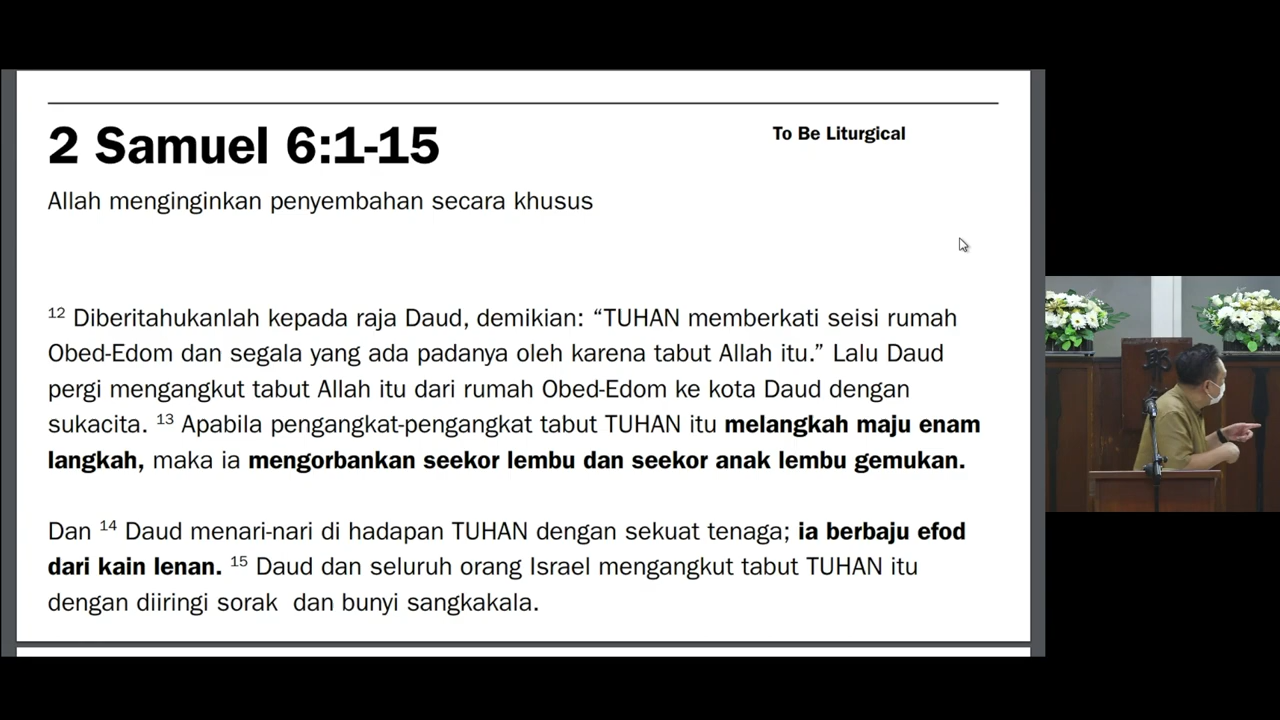 2 Samuel 6:1-15
To Be Liturgical
Allah menginginkan penyembahan secara khusus
12 Diberitahukanlah kepada raja Daud, demikian: “TUHAN memberkati seisi rumah
Obed-Edom dan segala yang ada padanya oleh karena tabut Allah itu.” Lalu Daud
pergi mengangkut tabut Allah itu dari rumah Obed-Edom ke kota Daud dengan
sukacita. 13 Apabila pengangkat-pengangkat tabut TUHAN itu melangkah maju enam
langkah, maka ia mengorbankan seekor lembu dan seekor anak lembu gemukan.
Dan 14 Daud menari-nari di hadapan TUHAN dengan sekuat tenaga; ia berbaju efod
dari kain lenan. 15 Daud dan seluruh orang Israel mengangkut tabut TUHAN itu
dengan diiringi sorak  dan bunyi sangkakala.